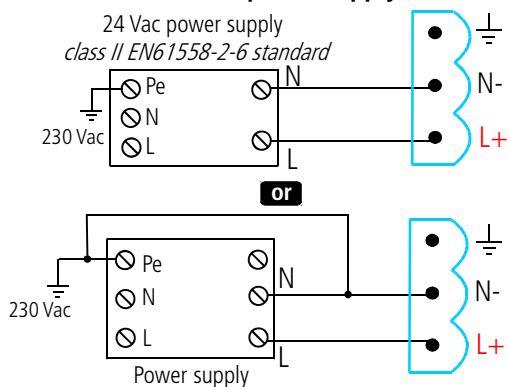 24 Vac power supply
class II EN61558-2-6 standard
Pe
N
N
N-
230 Vac
L
L
L+
or
Pe
N
N
N-
230 Vac
L
L
L+
Power supply